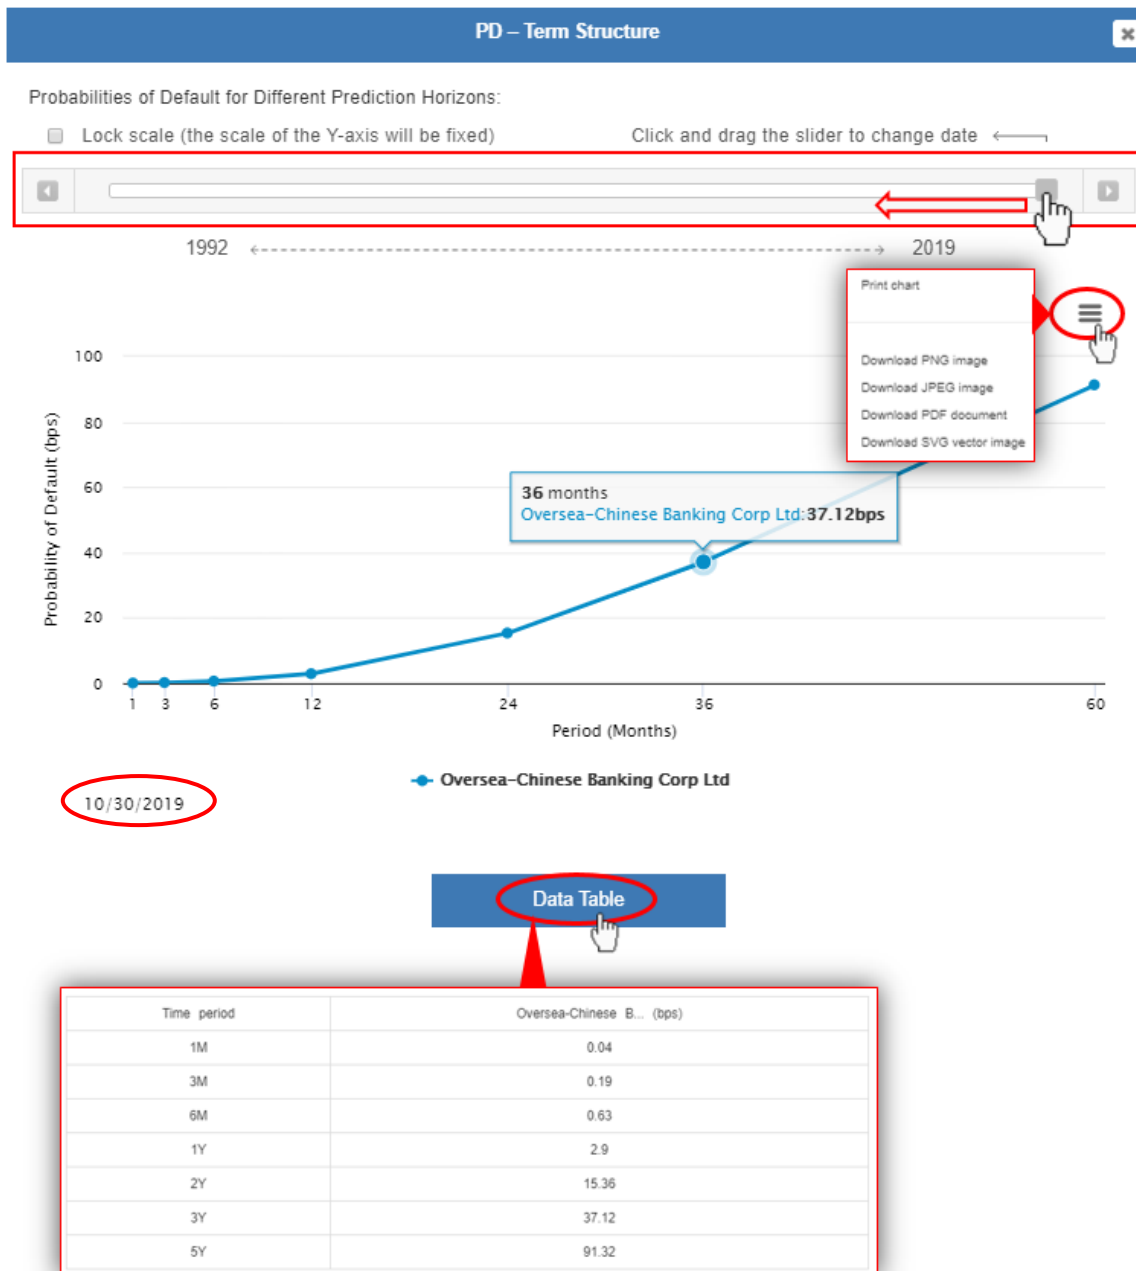 PD – Term Structure
Probabilities of Default for Different Prediction Horizons:
Lock scale (the scale of the Y-axis will be fixed) Click and drag the slider to change date
1992 2019
Print chart
Download PNG image
Download JPEG image
Download PDF document
Download SVG vector image
100
80
60
40
20
0
Probability of Default (bps)
36 months
Oversea-Chinese Banking Corp Ltd:37.12bps
1 3 6 12 24 36 60
Period (Months)
Oversea-Chinese Banking Corp Ltd
10/30/2019
Data Table
Time period Oversea-Chinese B... (bps)
1M 0.04
3M 0.19
6M 0.63
1Y 2.9
2Y 15.36
3Y 37.12
5Y 91.32